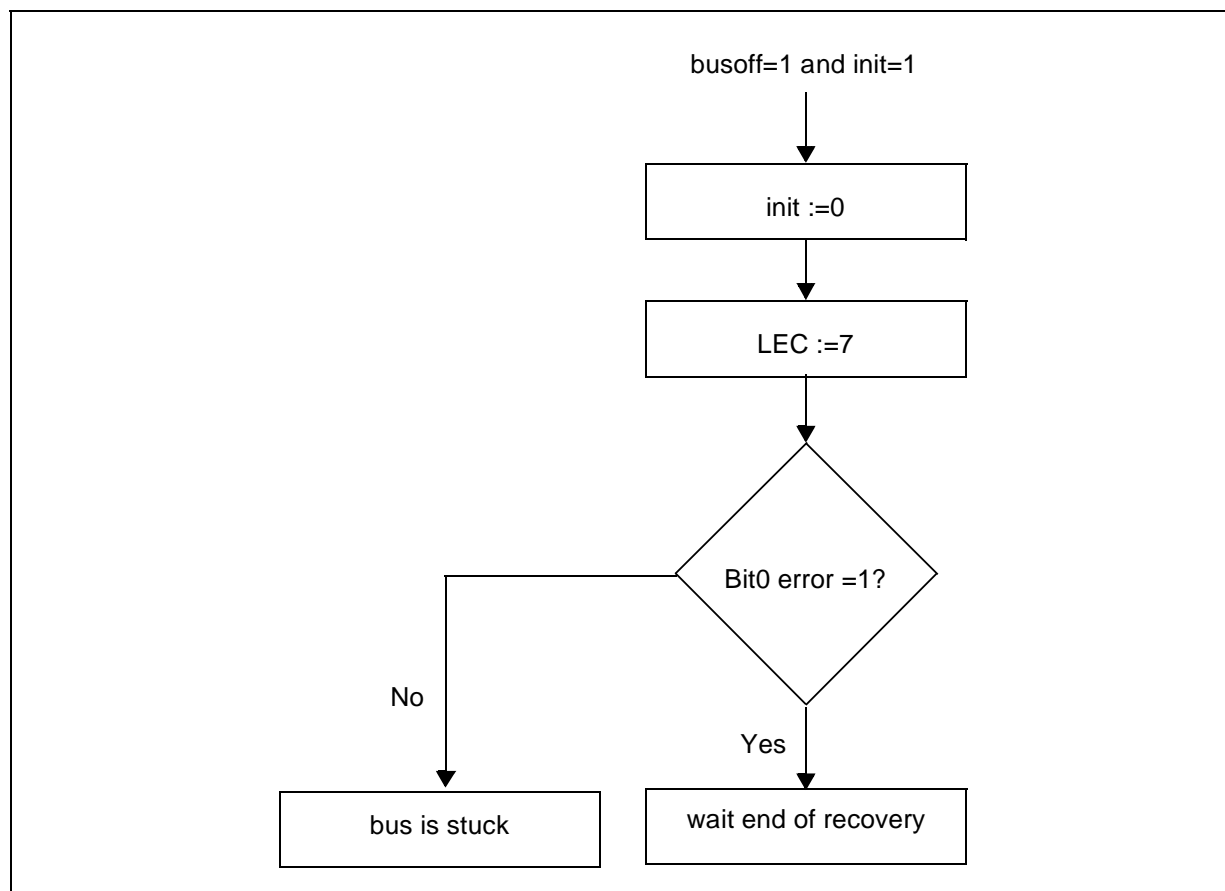 busoff=1 and init=1
init :=0
LEC :=7
Bit0 error =1?
No
Yes
bus is stuck
wait end of recovery